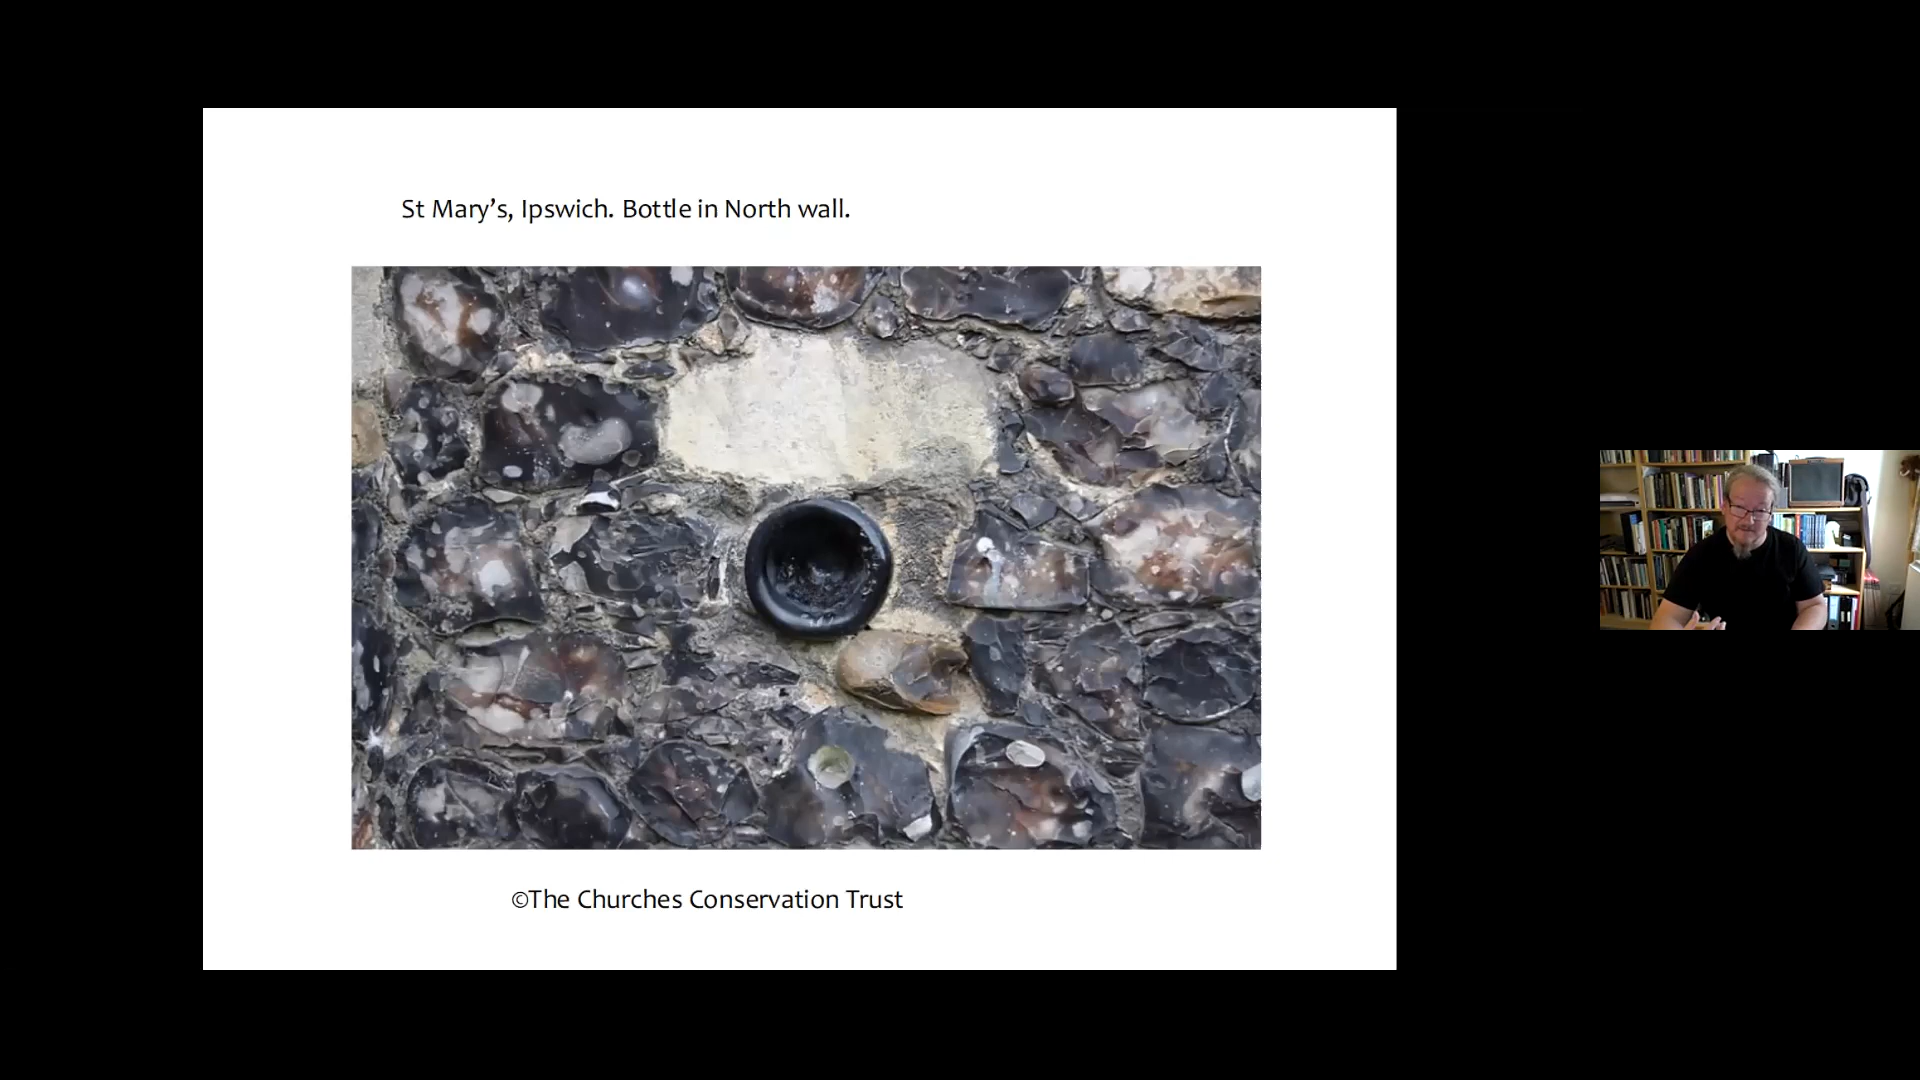 St Mary’s, Ipswich. Bottle in North wall.
©The Churches Conservation Trust